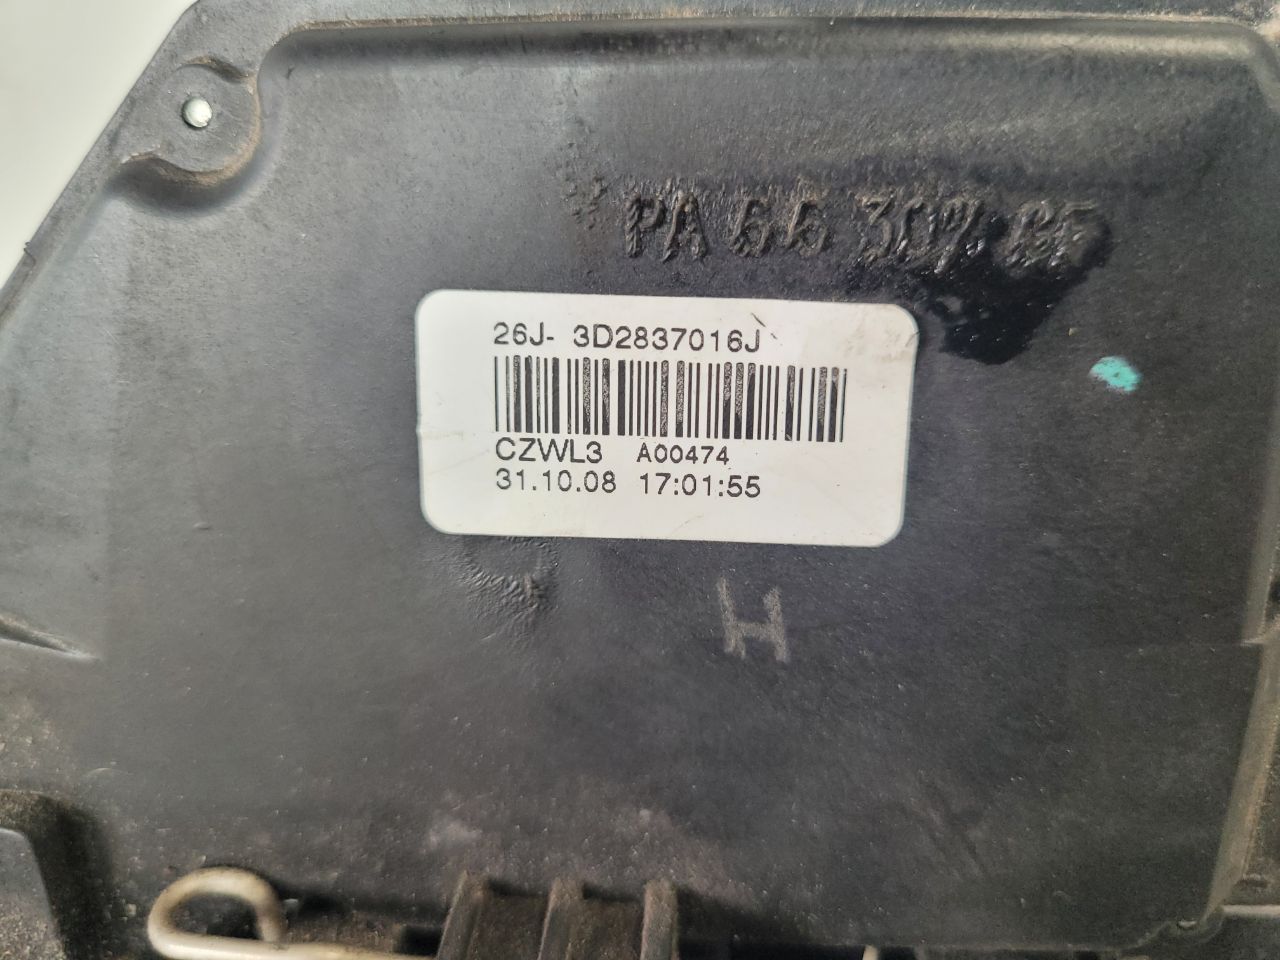 PA 66 30% GF
26J- 3D2837016J
CZWL3 A00474
31.10.08 17:01:55
H